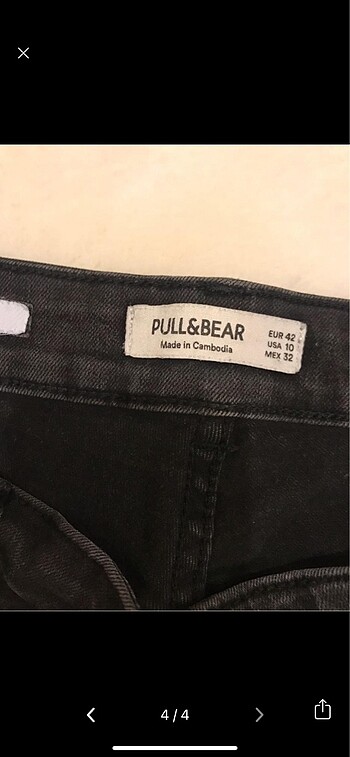 PULL&BEAR
Made in Cambodia
EUR 42
USA 10
MEX 32
4/4